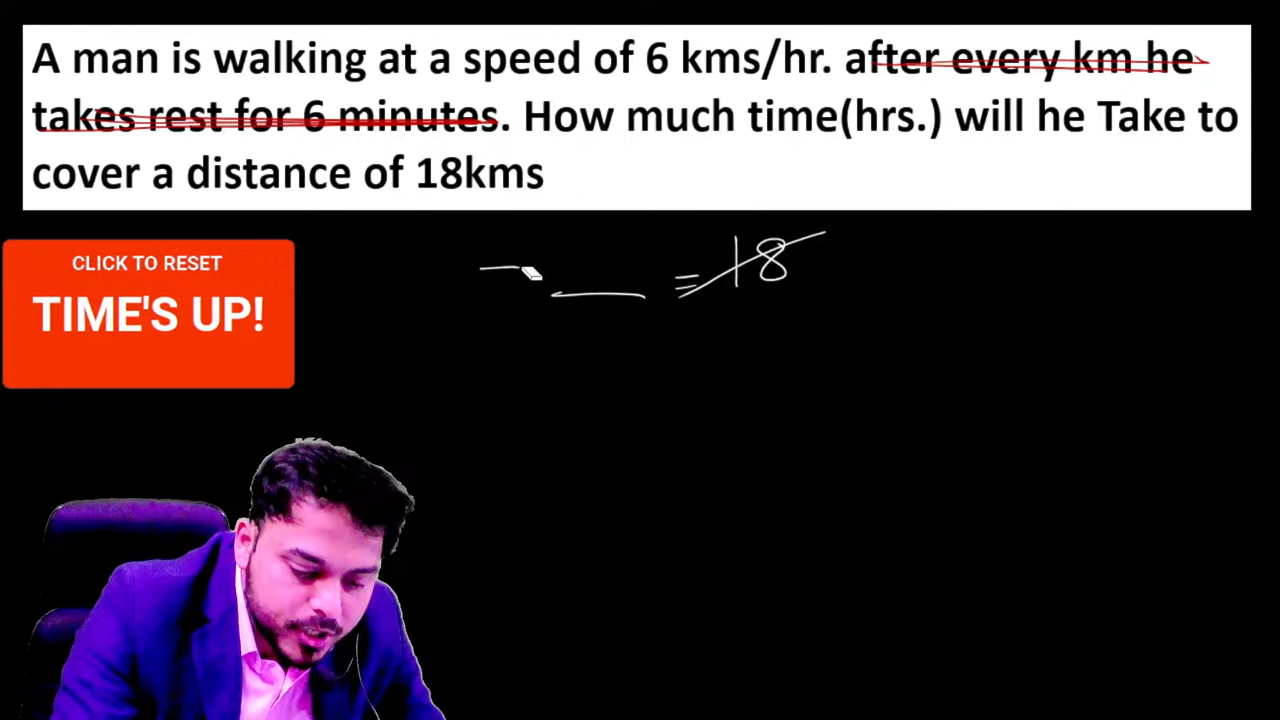 A man is walking at a speed of 6 kms/hr. after every km he
takes rest for 6 minutes. How much time(hrs.) will he Take to
cover a distance of 18kms
CLICK TO RESET
TIME'S UP!
= 18